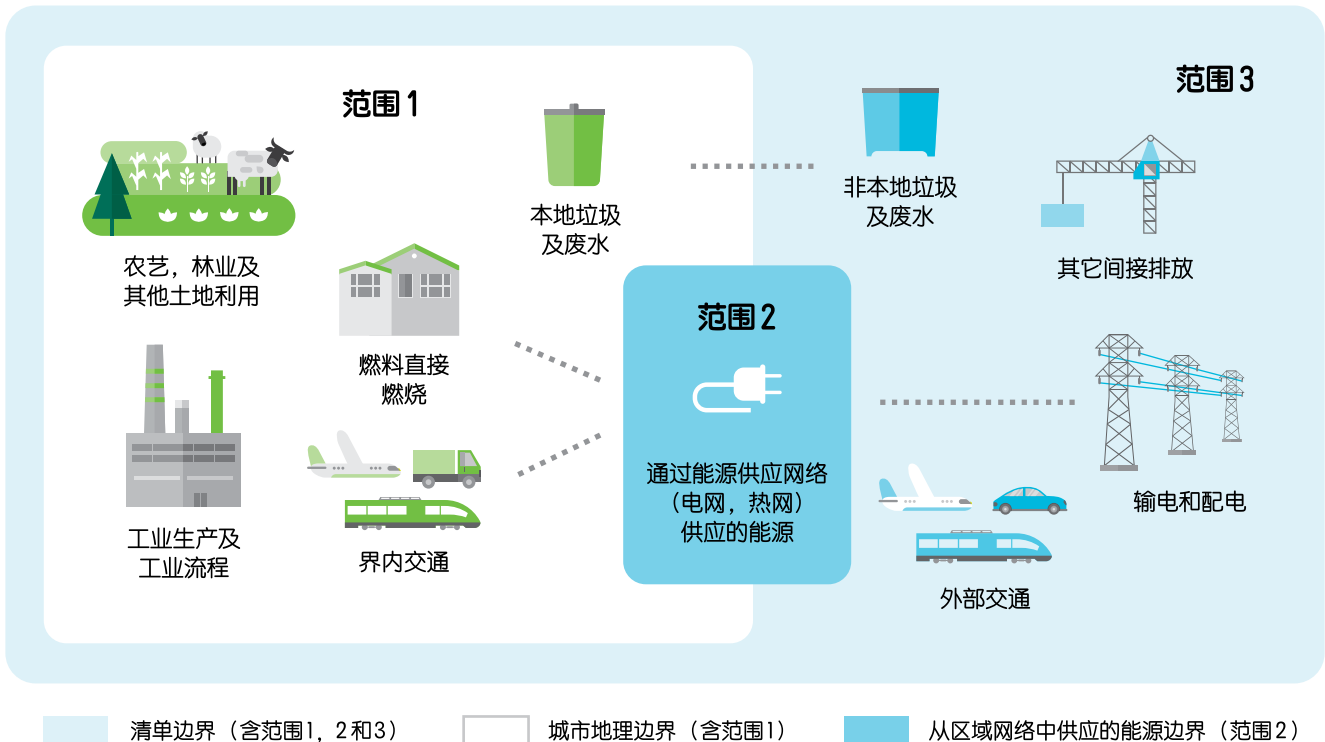 范围1
范围3
本地垃圾
及废水
非本地垃圾
及废水
其它间接排放
农艺，林业及
其他土地利用
燃料直接
燃烧
范围2
通过能源供应网络
（电网，热网）
供应的能源
工业生产及
工业流程
界内交通
输电和配电
外部交通
清单边界（含范围1，2和3）
城市地理边界（含范围1）
从区域网络中供应的能源边界（范围2）